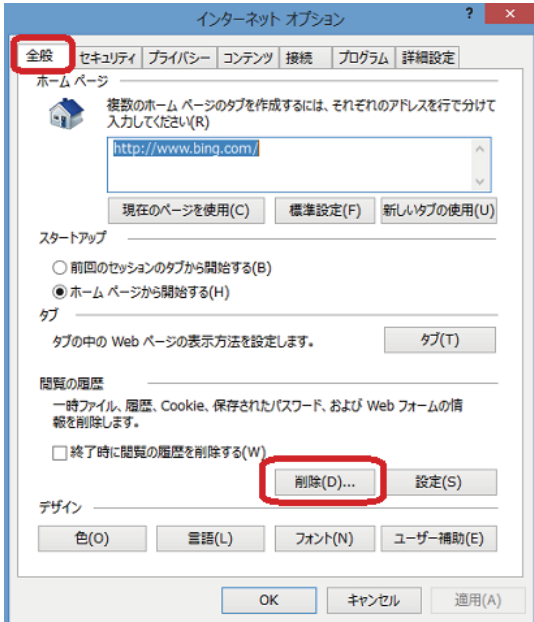 インターネット オプション ? ×
全般 セキュリティ プライバシー コンテンツ 接続 プログラム 詳細設定
ホーム ページ
複数のホーム ページのタブを作成するには、それぞれのアドレスを行で分けて
入力してください(R)
http://www.bing.com/
現在のページを使用(C) 標準設定(F) 新しいタブの使用(U)
スタートアップ
前回のセッションのタブから開始する(B)
ホーム ページから開始する(H)
タブ
タブの中の Web ページの表示方法を設定します。 タブ(T)
閲覧の履歴
一時ファイル、履歴、Cookie、保存されたパスワード、および Web フォームの情
報を削除します。
終了時に閲覧の履歴を削除する(W)
削除(D)... 設定(S)
デザイン
色(O) 言語(L) フォント(N) ユーザー補助(E)
OK キャンセル 適用(A)